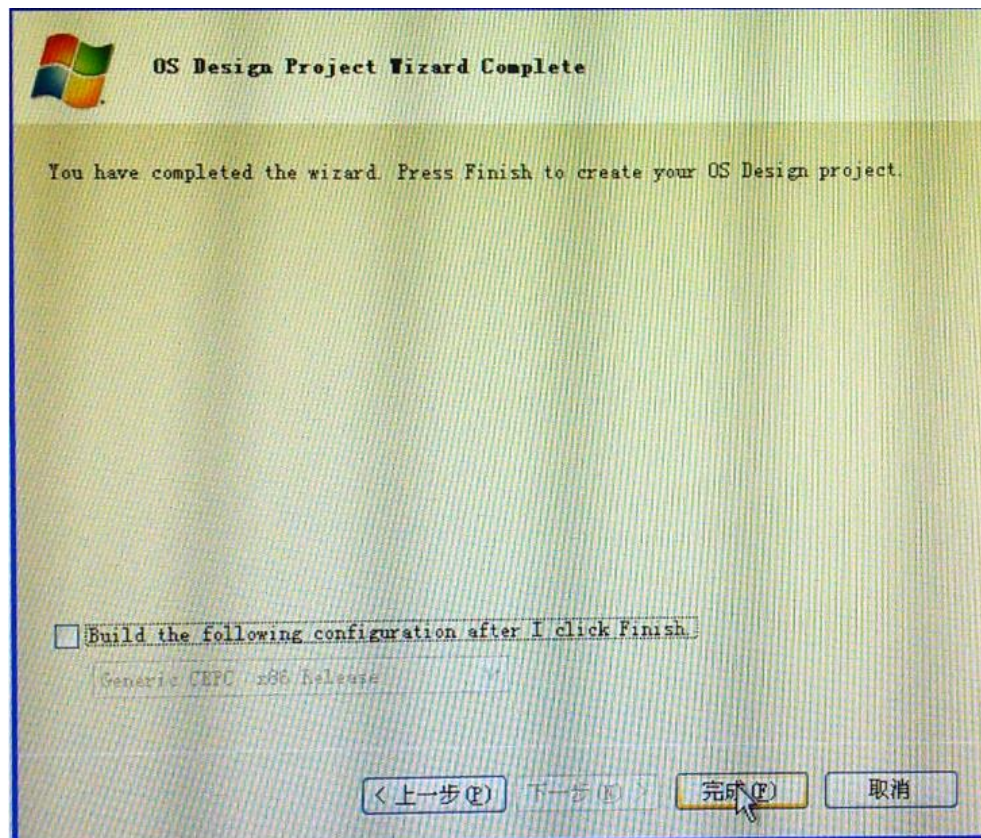 OS Design Project Wizard Complete
You have completed the wizard. Press Finish to create your OS Design project.
Build the following configuration after I click Finish.
Generic CEPC x86 Release
< 上一步(P)
下一步(N) >
完成(F)
取消